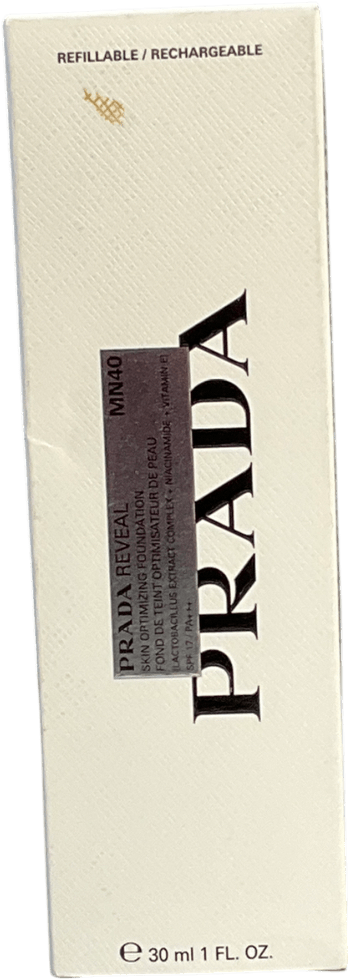 REFILLABLE / RECHARGEABLE
PRADA
MN40
PRADA REVEAL
SKIN OPTIMIZING FOUNDATION
FOND DE TEINT OPTIMISATEUR DE PEAU
[LACTOBACILLUS EXTRACT COMPLEX + NIACINAMIDE + VITAMIN E]
SPF 17 / PA++
℮ 30 ml 1 FL. OZ.